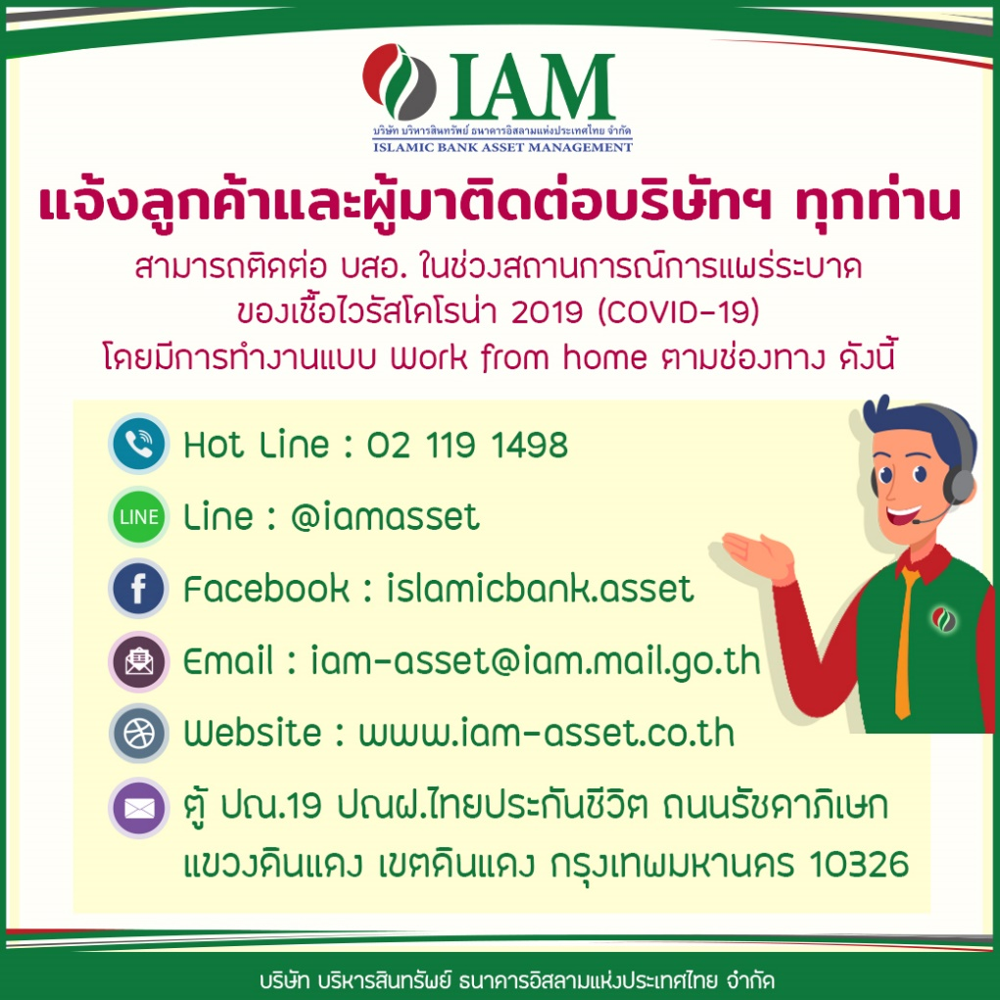 IAM
บริษัท บริหารสินทรัพย์ ธนาคารอิสลามแห่งประเทศไทย จำกัด
ISLAMIC BANK ASSET MANAGEMENT
แจ้งลูกค้าและผู้มาติดต่อบริษัทฯ ทุกท่าน
สามารถติดต่อ บสอ. ในช่วงสถานการณ์การแพร่ระบาด
ของเชื้อไวรัสโคโรน่า 2019 (COVID-19)
โดยมีการทำงานแบบ Work from home ตามช่องทาง ดังนี้
Hot Line : 02 119 1498
LINE Line : @iamasset
f Facebook : islamicbank.asset
Email : iam-asset@iam.mail.go.th
Website : www.iam-asset.co.th
ตู้ ปณ.19 ปณฝ.ไทยประกันชีวิต ถนนรัชดาภิเษก
แขวงดินแดง เขตดินแดง กรุงเทพมหานคร 10326
บริษัท บริหารสินทรัพย์ ธนาคารอิสลามแห่งประเทศไทย จำกัด